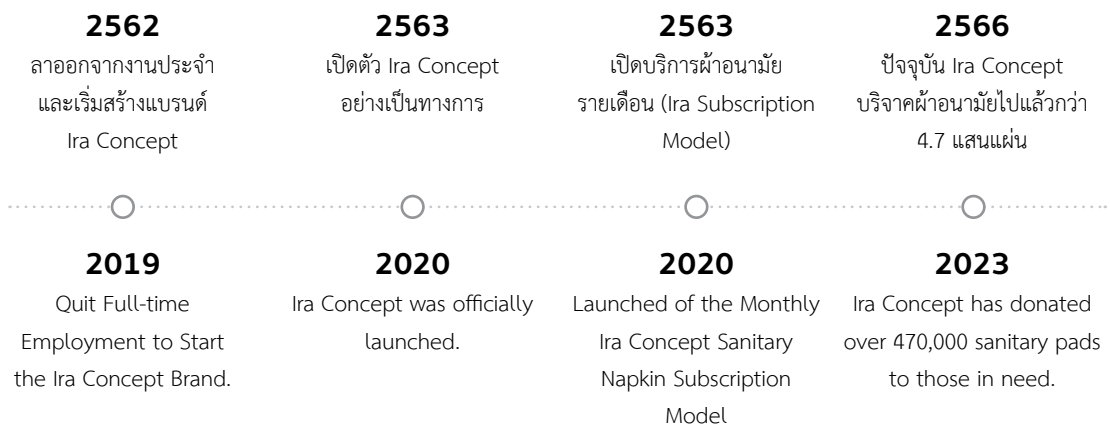 2562
ลาออกจากงานประจำ
และเริ่มสร้างแบรนด์
Ira Concept
2563
เปิดตัว Ira Concept
อย่างเป็นทางการ
2563
เปิดบริการผ้าอนามัย
รายเดือน (Ira Subscription
Model)
2566
ปัจจุบัน Ira Concept
บริจาคผ้าอนามัยไปแล้วกว่า
4.7 แสนแผ่น
2019
Quit Full-time
Employment to Start
the Ira Concept Brand.
2020
Ira Concept was officially
launched.
2020
Launched of the Monthly
Ira Concept Sanitary
Napkin Subscription
Model
2023
Ira Concept has donated
over 470,000 sanitary pads
to those in need.